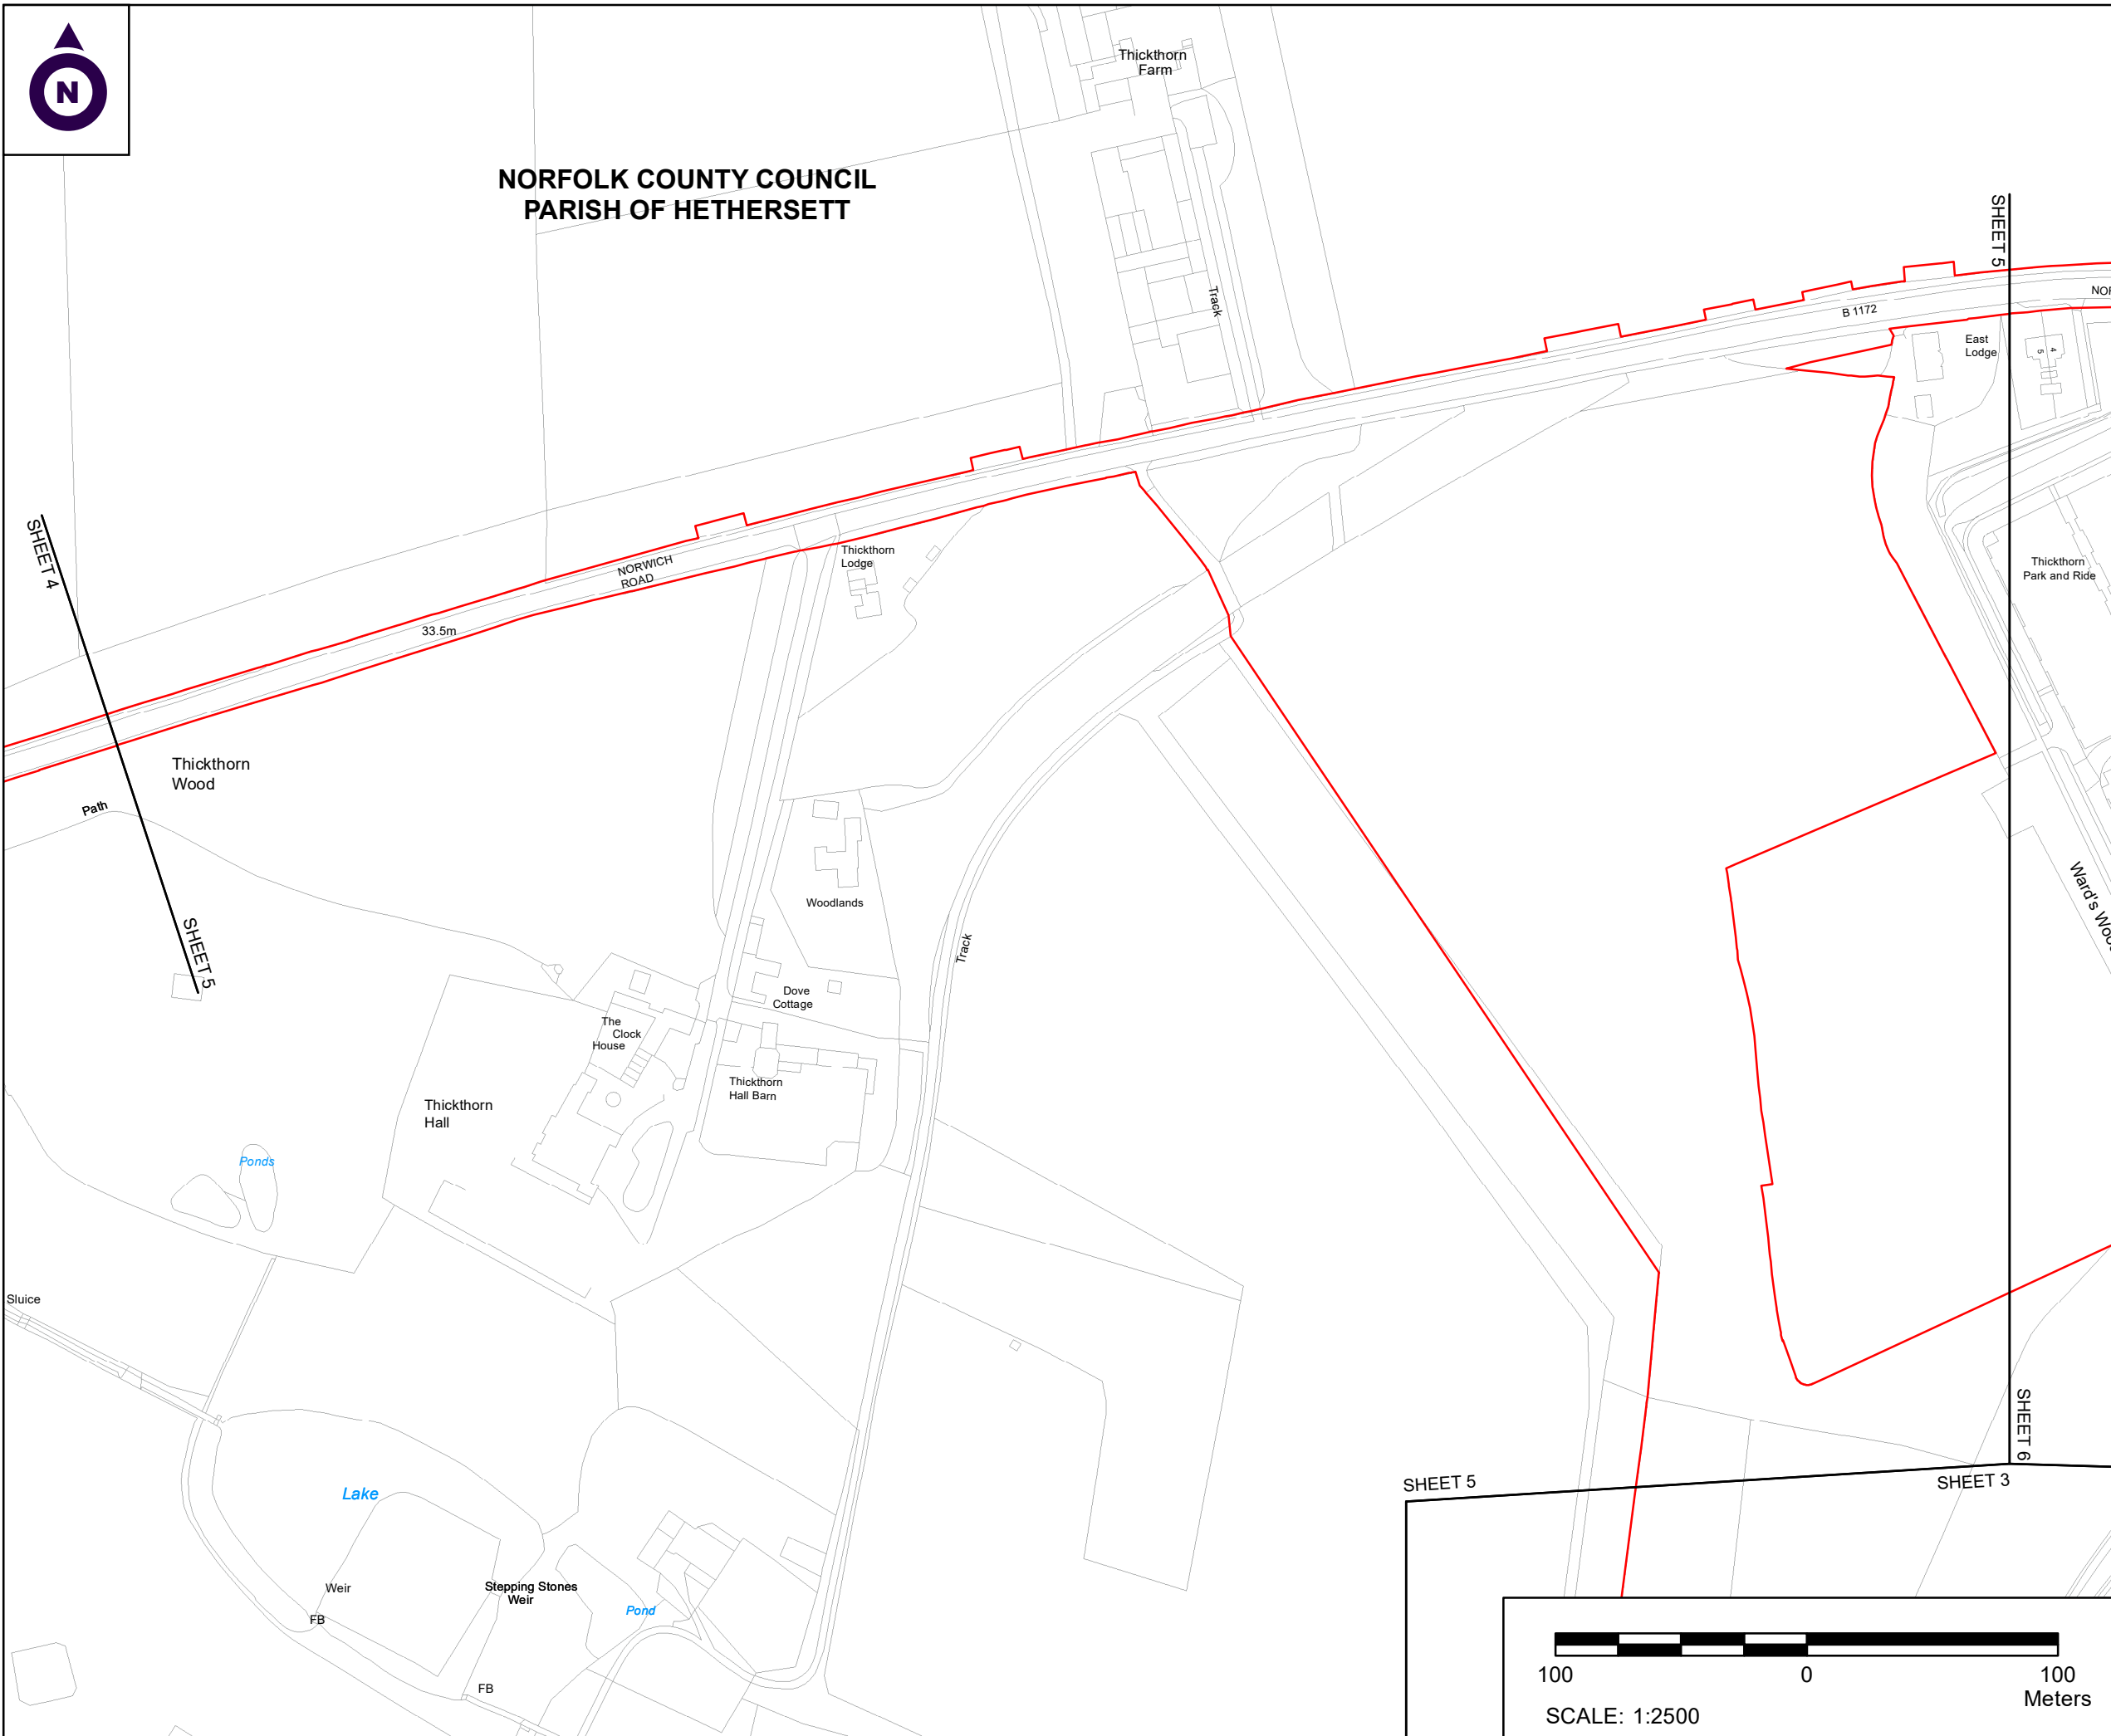 N
Thickthorn
Farm
NORFOLK COUNTY COUNCIL
PARISH OF HETHERSETT
SHEET 5
Track
B 1172
NOR
East
Lodge
5
4
SHEET 4
NORWICH
ROAD
Thickthorn
Lodge
Thickthorn
Park and Ride
33.5m
Thickthorn
Wood
Path
Woodlands
Ward's Woo
SHEET 5
Track
Dove
Cottage
The
Clock
House
Thickthorn
Hall Barn
Thickthorn
Hall
Ponds
Sluice
SHEET 6
SHEET 5
SHEET 3
Lake
Weir
Stepping Stones
Weir
Pond
FB
FB
100
0
100
Meters
SCALE: 1:2500